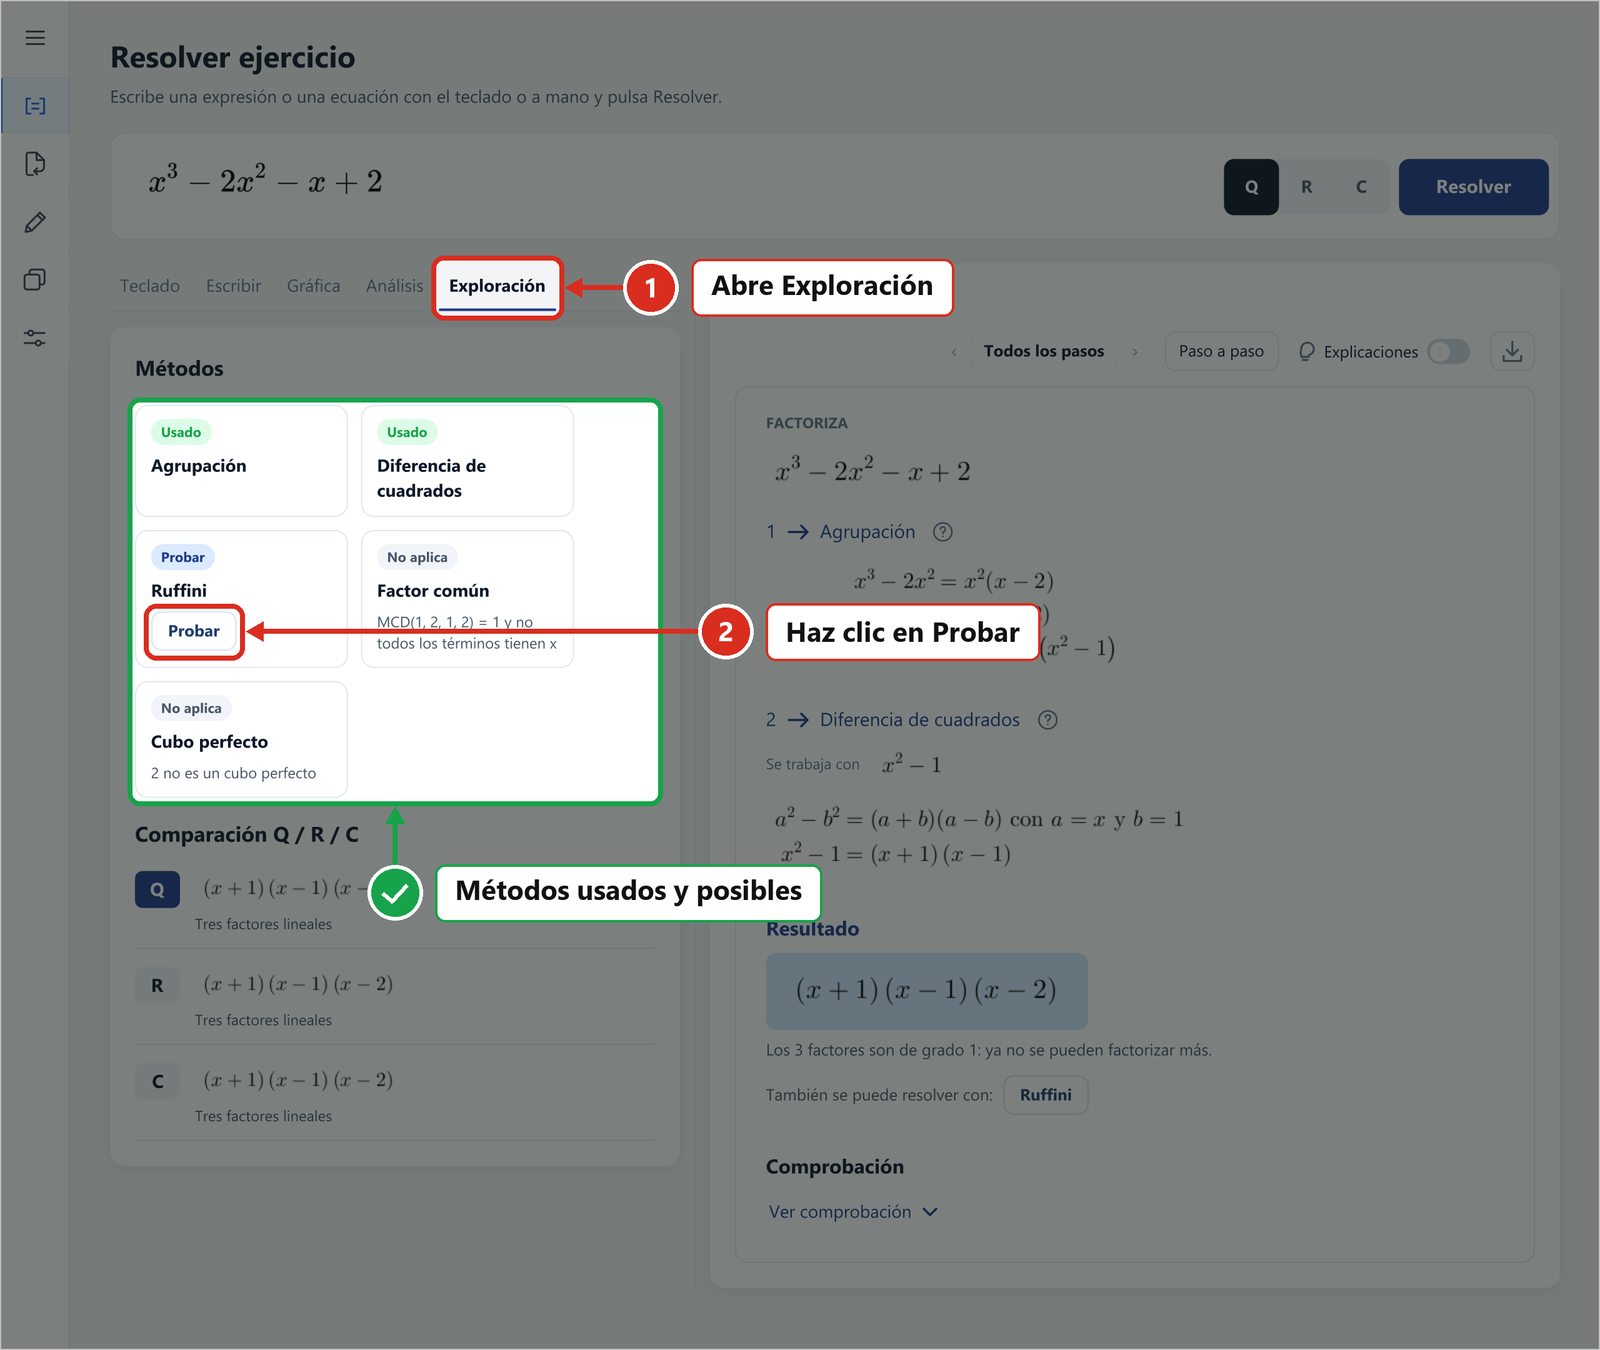 Resolver ejercicio
Escribe una expresión o una ecuación con el teclado o a mano y pulsa Resolver.
x³ − 2x² − x + 2
Q R C Resolver
Teclado Escribir Gráfica Análisis Exploración
1 Abre Exploración
Métodos
Usado
Agrupación
Usado
Diferencia de
cuadrados
Probar
Ruffini
Probar
No aplica
Factor común
MCD(1, 2, 1, 2) = 1 y no
todos los términos tienen x
No aplica
Cubo perfecto
2 no es un cubo perfecto
2 Haz clic en Probar
Métodos usados y posibles
Comparación Q / R / C
Q (x + 1) (x − 1) (x −
Tres factores lineales
R (x + 1) (x − 1) (x − 2)
Tres factores lineales
C (x + 1) (x − 1) (x − 2)
Tres factores lineales
‹ Todos los pasos › Paso a paso Explicaciones
FACTORIZA
x³ − 2x² − x + 2
1 → Agrupación ?
x³ − 2x² = x²(x − 2)
)
(x² − 1)
2 → Diferencia de cuadrados ?
Se trabaja con x² − 1
a² − b² = (a + b)(a − b) con a = x y b = 1
x² − 1 = (x + 1) (x − 1)
Resultado
(x + 1) (x − 1) (x − 2)
Los 3 factores son de grado 1: ya no se pueden factorizar más.
También se puede resolver con: Ruffini
Comprobación
Ver comprobación